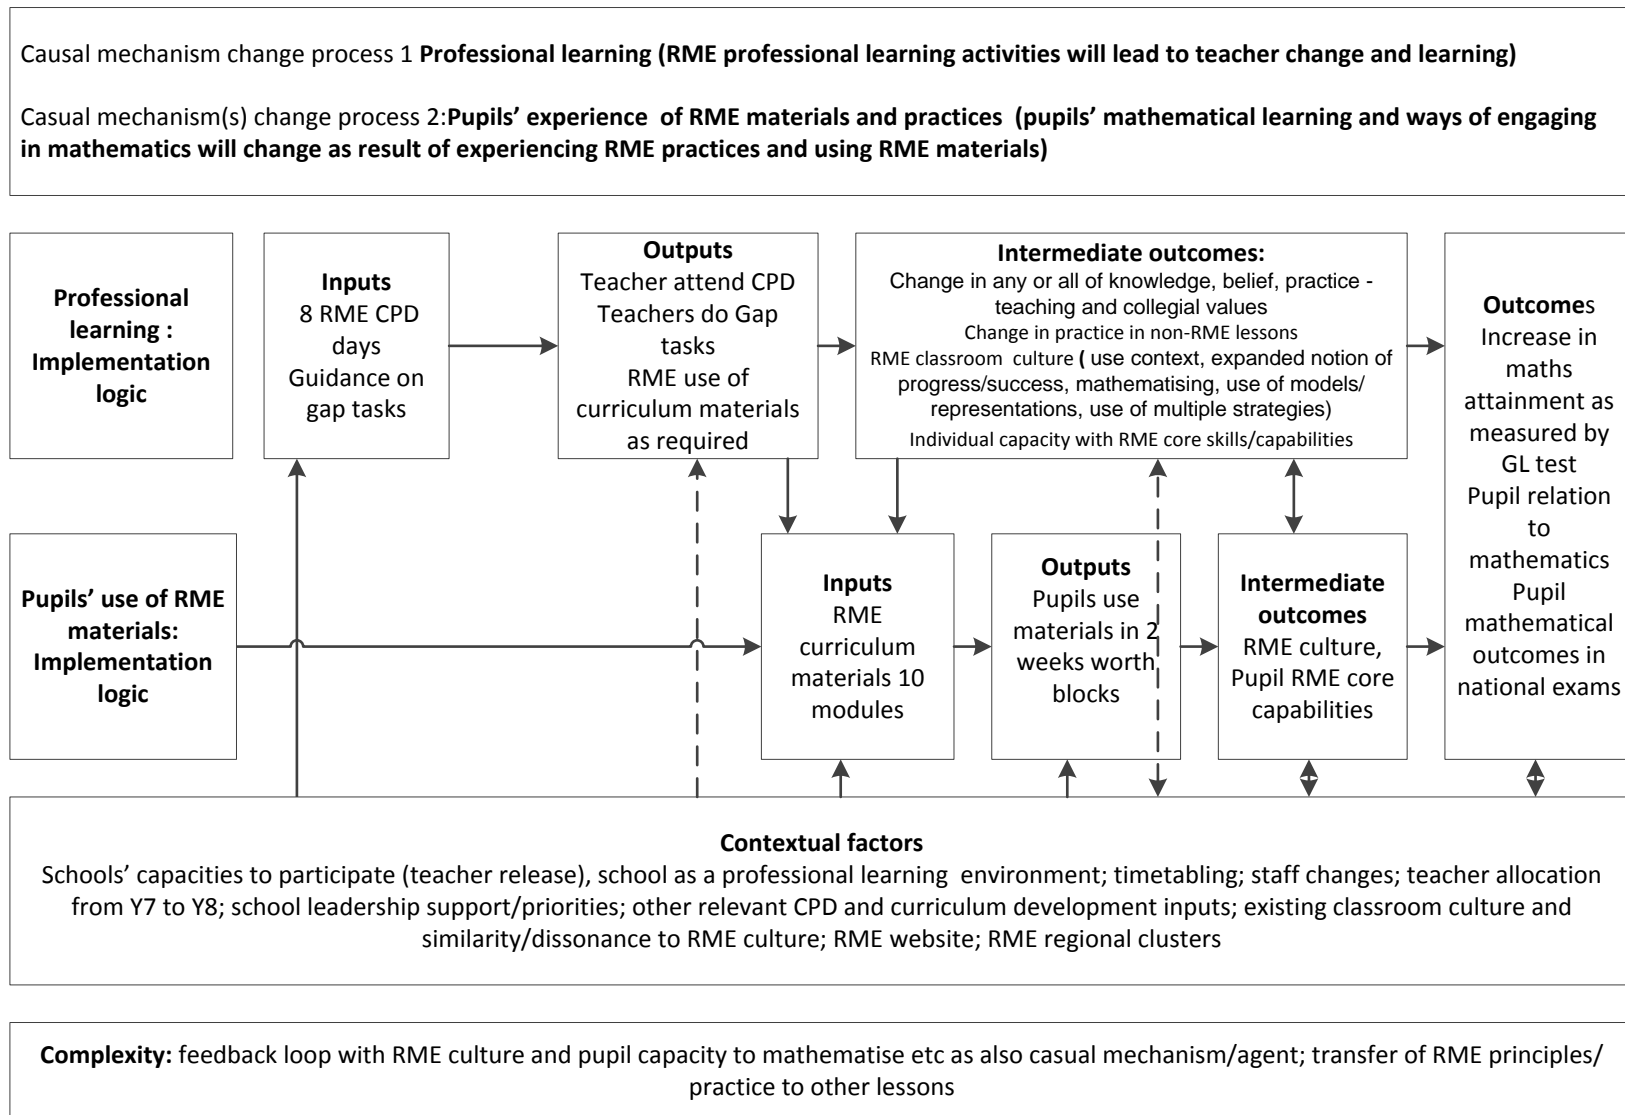 Causal mechanism change process 1 Professional learning (RME professional learning activities will lead to teacher change and learning)
Casual mechanism(s) change process 2:Pupils’ experience of RME materials and practices (pupils’ mathematical learning and ways of engaging
in mathematics will change as result of experiencing RME practices and using RME materials)
Professional
learning :
Implementation
logic
Inputs
8 RME CPD
days
Guidance on
gap tasks
Outputs
Teacher attend CPD
Teachers do Gap
tasks
RME use of
curriculum materials
as required
Intermediate outcomes:
Change in any or all of knowledge, belief, practice -
teaching and collegial values
Change in practice in non-RME lessons
RME classroom culture ( use context, expanded notion of
progress/success, mathematising, use of models/
representations, use of multiple strategies)
Individual capacity with RME core skills/capabilities
Outcomes
Increase in
maths
attainment as
measured by
GL test
Pupil relation
to
mathematics
Pupil
mathematical
outcomes in
national exams
Pupils’ use of RME
materials:
Implementation
logic
Inputs
RME
curriculum
materials 10
modules
Outputs
Pupils use
materials in 2
weeks worth
blocks
Intermediate
outcomes
RME culture,
Pupil RME core
capabilities
Contextual factors
Schools’ capacities to participate (teacher release), school as a professional learning environment; timetabling; staff changes; teacher allocation
from Y7 to Y8; school leadership support/priorities; other relevant CPD and curriculum development inputs; existing classroom culture and
similarity/dissonance to RME culture; RME website; RME regional clusters
Complexity: feedback loop with RME culture and pupil capacity to mathematise etc as also casual mechanism/agent; transfer of RME principles/
practice to other lessons